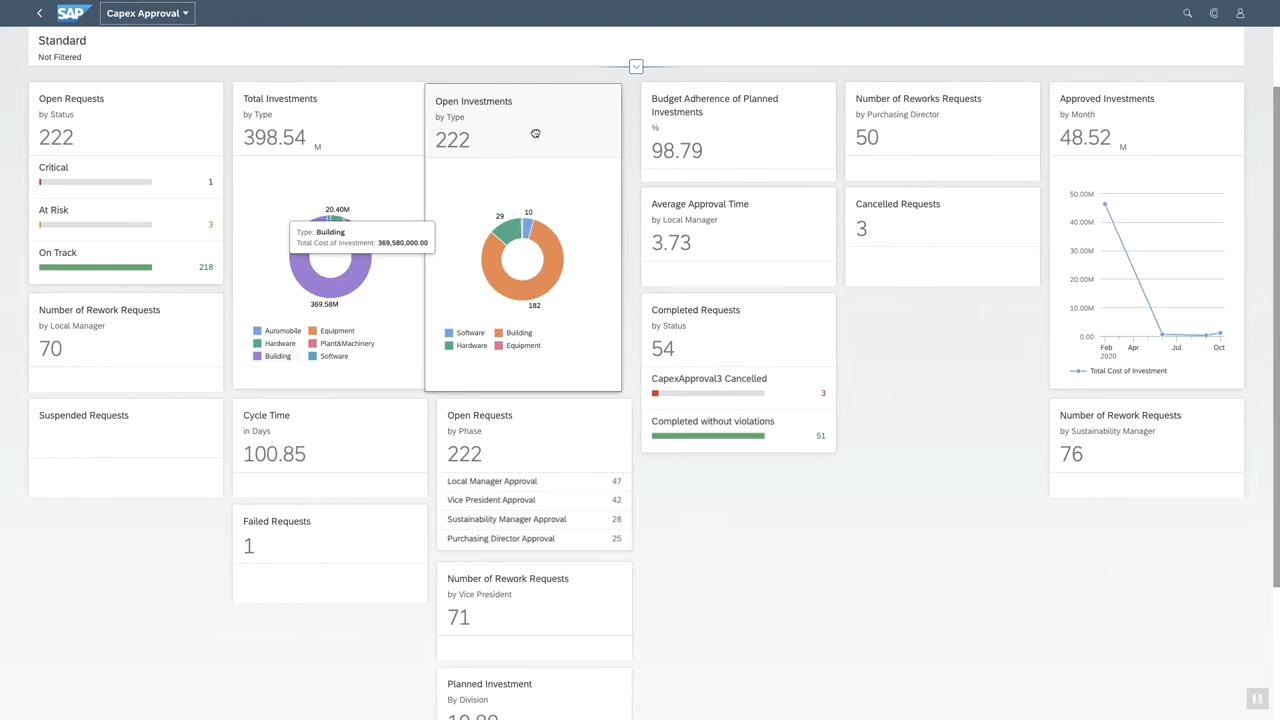 SAP
Capex Approval
Standard
Not Filtered
Open Requests
by Status
222
Critical
1
At Risk
3
On Track
218
Number of Rework Requests
by Local Manager
70
Suspended Requests
Total Investments
by Type
398.54 M
20.40M
Type: Building
Total Cost of Investment: 369,580,000.00
369.58M
Automobile Equipment
Hardware Plant&Machinery
Building Software
Cycle Time
in Days
100.85
Failed Requests
1
Open Investments
by Type
222
29 10
182
Software Building
Hardware Equipment
Open Requests
by Phase
222
Local Manager Approval 47
Vice President Approval 42
Sustainability Manager Approval 28
Purchasing Director Approval 25
Number of Rework Requests
by Vice President
71
Planned Investment
By Division
Budget Adherence of Planned
Investments
%
98.79
Average Approval Time
by Local Manager
3.73
Completed Requests
by Status
54
CapexApproval3 Cancelled
3
Completed without violations
51
Number of Reworks Requests
by Purchasing Director
50
Cancelled Requests
3
Approved Investments
by Month
48.52 M
50.00M
40.00M
30.00M
20.00M
10.00M
0.00
Feb Apr Jul Oct
2020
Total Cost of Investment
Number of Rework Requests
by Sustainability Manager
76